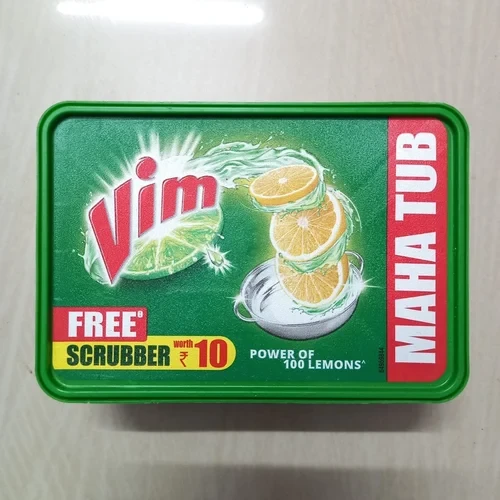 Vim
FREE®
SCRUBBER worth ₹ 10
POWER OF
100 LEMONS^
MAHA TUB